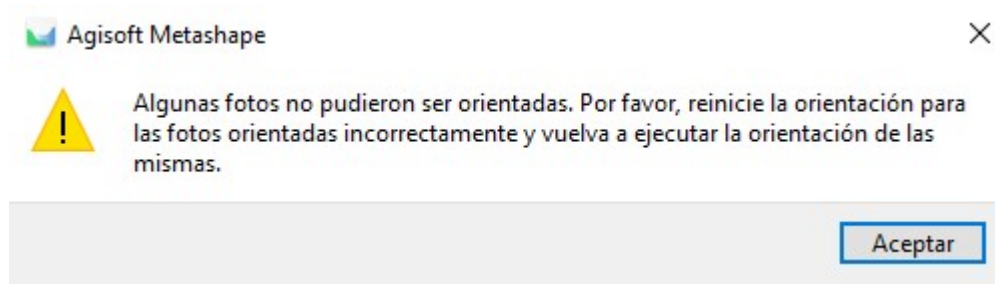 Agisoft Metashape
Algunas fotos no pudieron ser orientadas. Por favor, reinicie la orientación para
las fotos orientadas incorrectamente y vuelva a ejecutar la orientación de las
mismas.
Aceptar